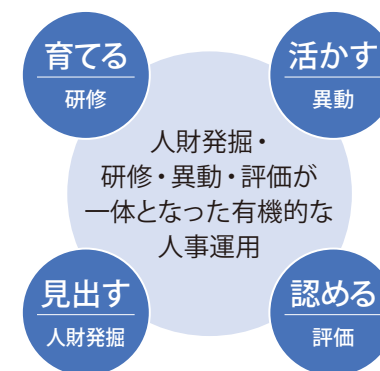 育てる
研修
活かす
異動
人財発掘・
研修・異動・評価が
一体となった有機的な
人事運用
見出す
人財発掘
認める
評価